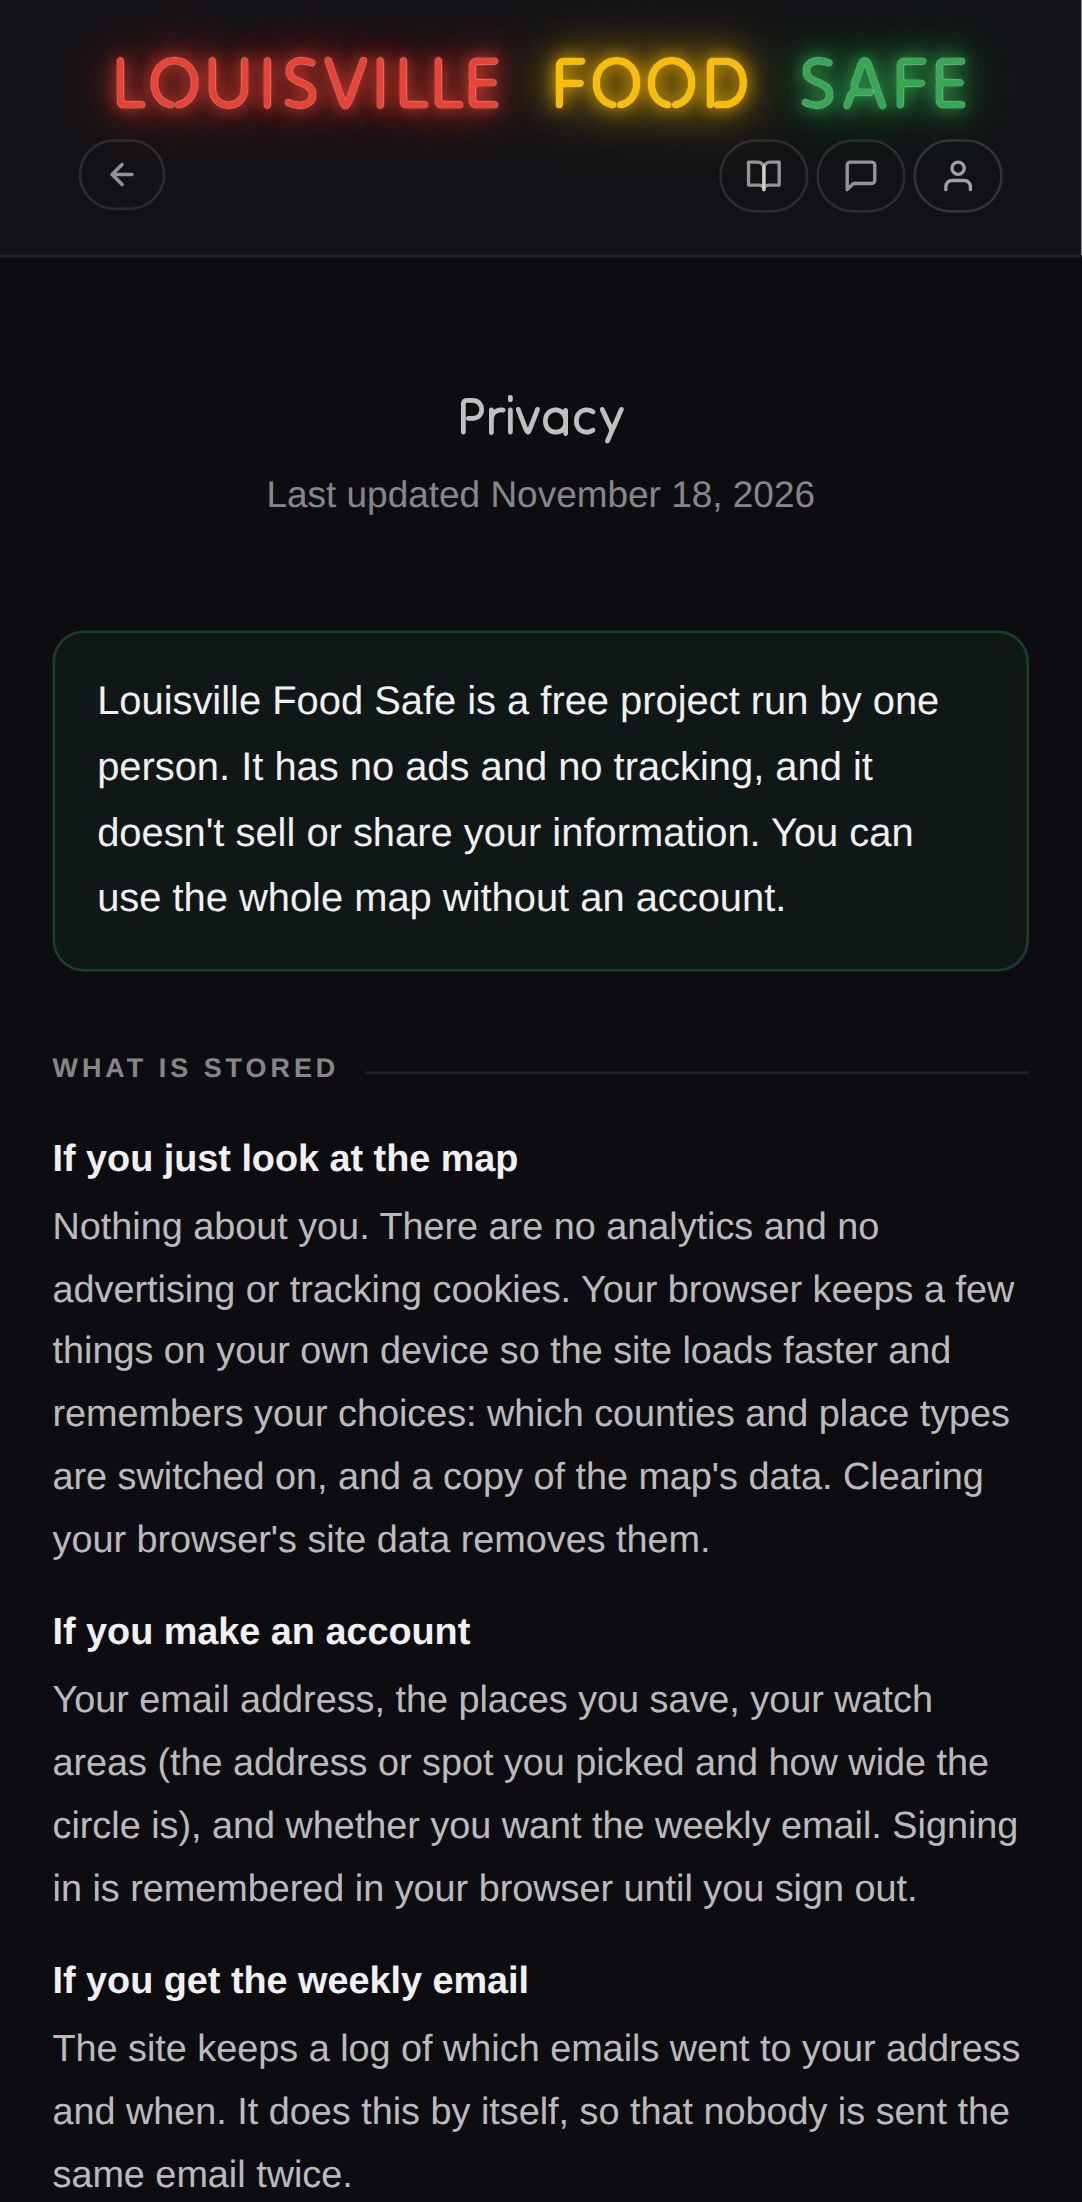 LOUISVILLE FOOD SAFE
Privacy
Last updated November 18, 2026
Louisville Food Safe is a free project run by one
person. It has no ads and no tracking, and it
doesn't sell or share your information. You can
use the whole map without an account.
WHAT IS STORED
If you just look at the map
Nothing about you. There are no analytics and no
advertising or tracking cookies. Your browser keeps a few
things on your own device so the site loads faster and
remembers your choices: which counties and place types
are switched on, and a copy of the map's data. Clearing
your browser's site data removes them.
If you make an account
Your email address, the places you save, your watch
areas (the address or spot you picked and how wide the
circle is), and whether you want the weekly email. Signing
in is remembered in your browser until you sign out.
If you get the weekly email
The site keeps a log of which emails went to your address
and when. It does this by itself, so that nobody is sent the
same email twice.